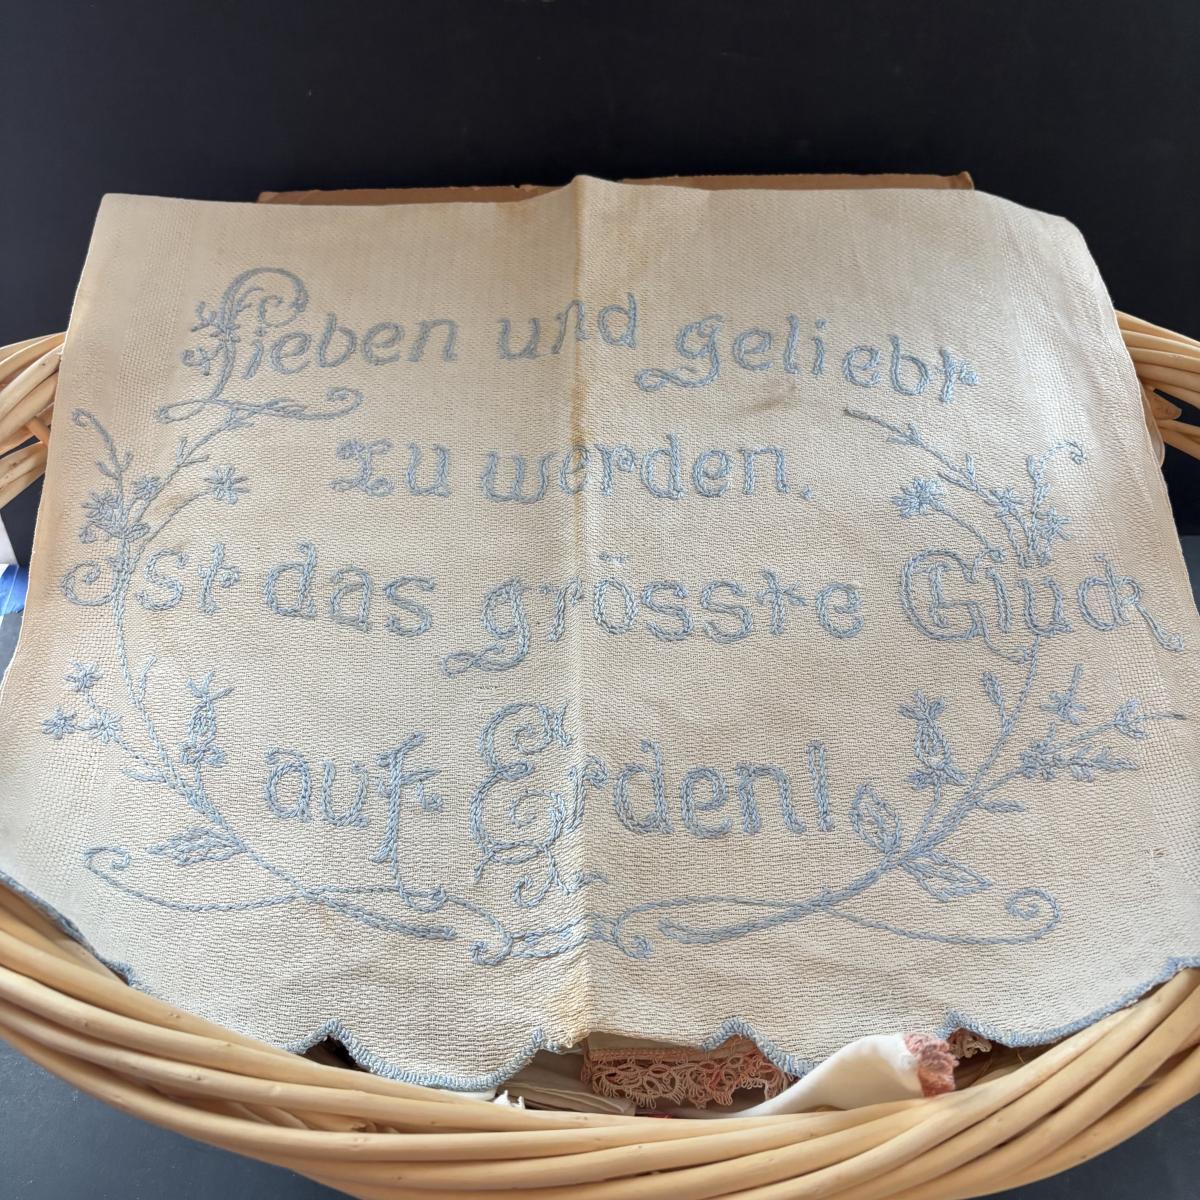 Lieben und geliebt
zu werden,
Ist das grösste Glück
auf Erden!